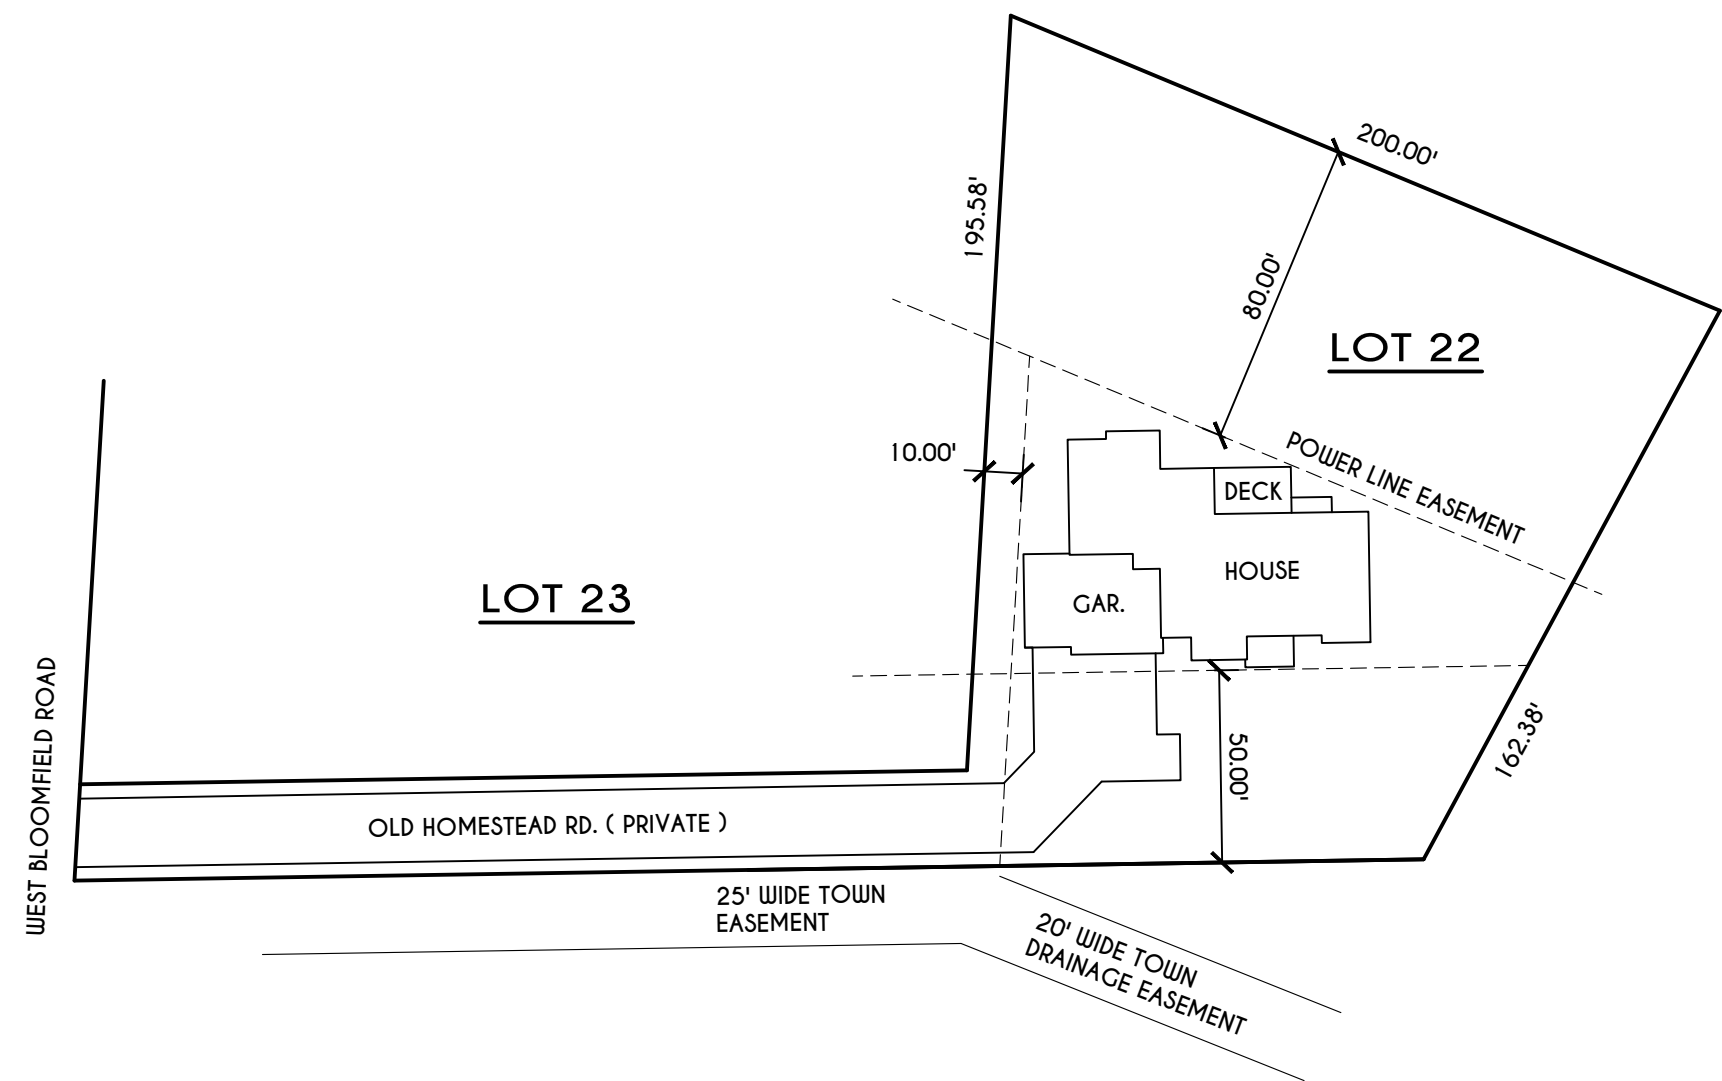 200.00'
195.58'
80.00'
LOT 22
10.00'
POWER LINE EASEMENT
DECK
HOUSE
GAR.
LOT 23
WEST BLOOMFIELD ROAD
162.38'
50.00'
OLD HOMESTEAD RD. ( PRIVATE )
25' WIDE TOWN
EASEMENT
20' WIDE TOWN
DRAINAGE EASEMENT